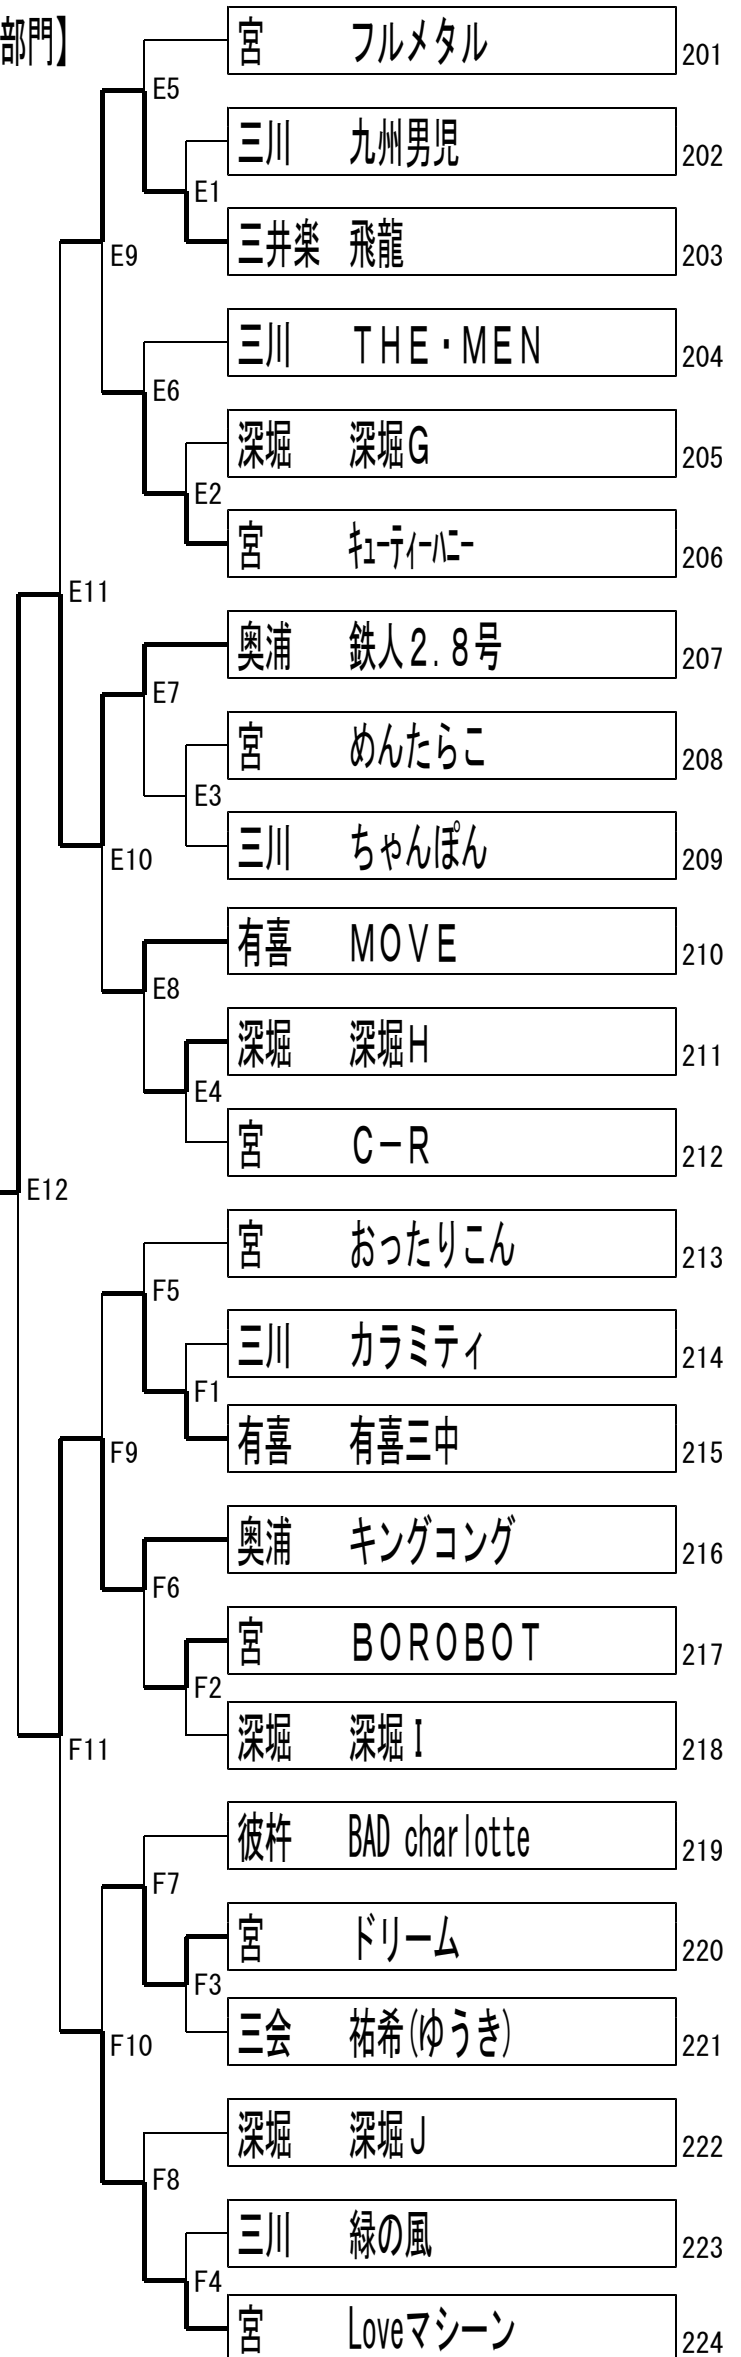 部門】
宮 フルメタル 201
E5
三川 九州男児 202
E1
三井楽 飛龍 203
E9
三川 ＴＨＥ・ＭＥＮ 204
E6
深堀 深堀Ｇ 205
E2
宮 ｷｭｰﾃｨｰﾊﾆｰ 206
E11
奥浦 鉄人２．８号 207
E7
宮 めんたらこ 208
E3
三川 ちゃんぽん 209
E10
有喜 ＭＯＶＥ 210
E8
深堀 深堀Ｈ 211
E4
宮 Ｃ－Ｒ 212
E12
宮 おったりこん 213
F5
三川 カラミティ 214
F1
有喜 有喜三中 215
F9
奥浦 キングコング 216
F6
宮 ＢＯＲＯＢＯＴ 217
F2
深堀 深堀Ｉ 218
F11
彼杵 BAD charlotte 219
F7
宮 ドリーム 220
F3
三会 祐希(ゆうき) 221
F10
深堀 深堀Ｊ 222
F8
三川 緑の風 223
F4
宮 Loveマシーン 224